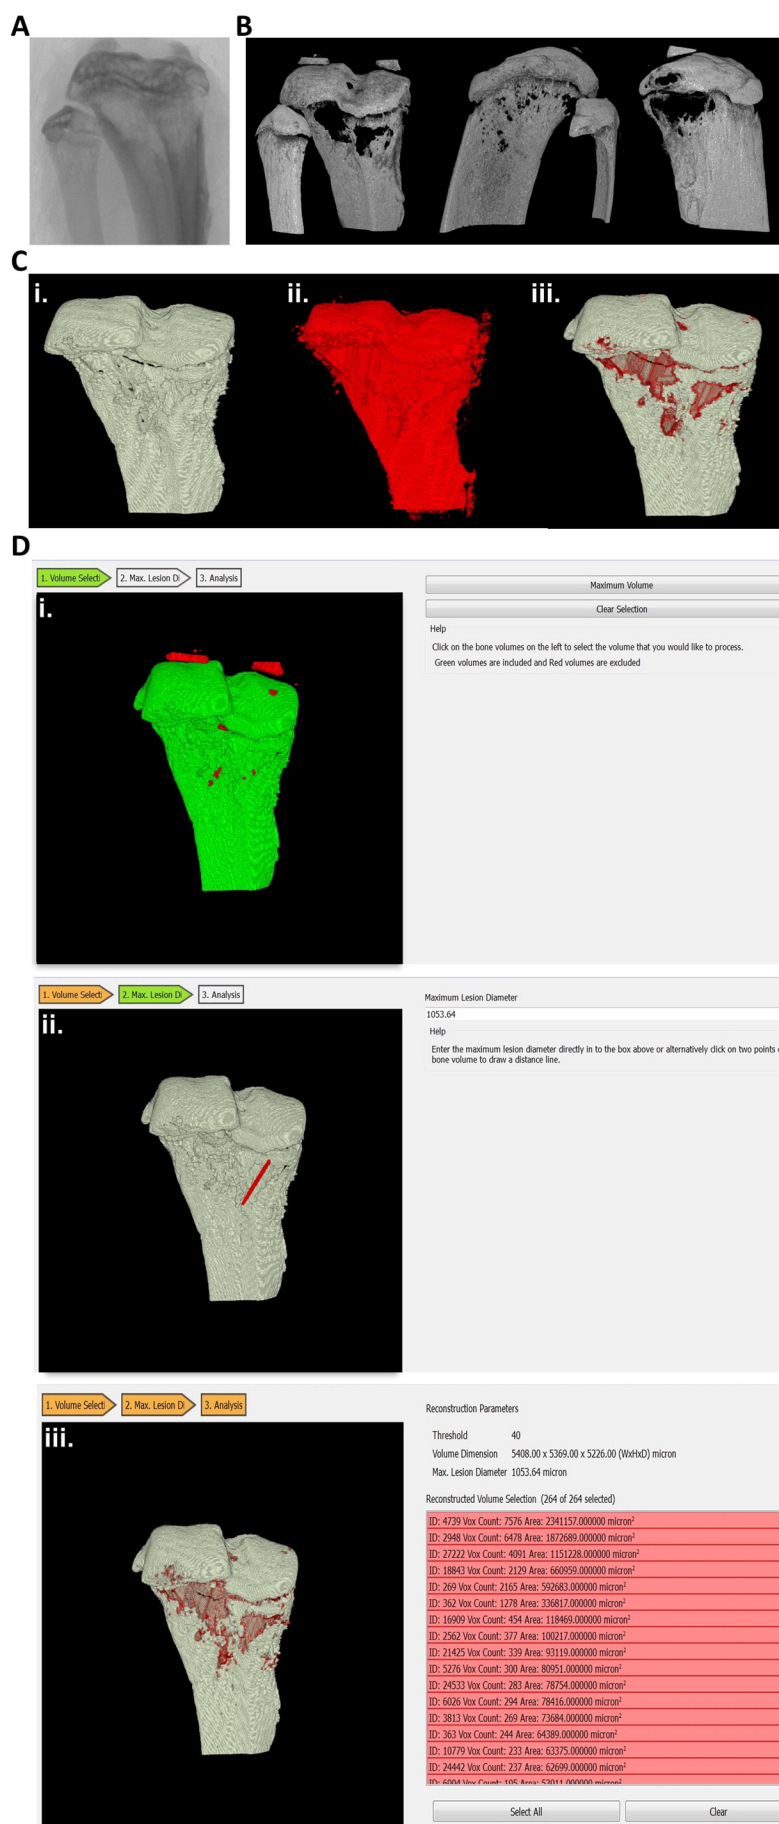 A
B
C
i.
ii.
iii.
D
1. Volume Selecti
2. Max. Lesion Di
3. Analysis
i.
Maximum Volume
Clear Selection
Help
Click on the bone volumes on the left to select the volume that you would like to process.
Green volumes are included and Red volumes are excluded
1. Volume Selecti
2. Max. Lesion Di
3. Analysis
ii.
Maximum Lesion Diameter
1053.64
Help
Enter the maximum lesion diameter directly in to the box above or alternatively click on two points
bone volume to draw a distance line.
1. Volume Selecti
2. Max. Lesion Di
3. Analysis
iii.
Reconstruction Parameters
Threshold 40
Volume Dimension 5408.00 x 5369.00 x 5226.00 (WxHxD) micron
Max. Lesion Diameter 1053.64 micron
Reconstructed Volume Selection (264 of 264 selected)
ID: 4739 Vox Count: 7576 Area: 2341157.000000 micron²
ID: 2948 Vox Count: 6478 Area: 1872689.000000 micron²
ID: 27222 Vox Count: 4091 Area: 1151228.000000 micron²
ID: 18843 Vox Count: 2129 Area: 660959.000000 micron²
ID: 269 Vox Count: 2165 Area: 592683.000000 micron²
ID: 362 Vox Count: 1278 Area: 336817.000000 micron²
ID: 16909 Vox Count: 454 Area: 118469.000000 micron²
ID: 2562 Vox Count: 377 Area: 100217.000000 micron²
ID: 21425 Vox Count: 339 Area: 93119.000000 micron²
ID: 5276 Vox Count: 300 Area: 80951.000000 micron²
ID: 24533 Vox Count: 283 Area: 78754.000000 micron²
ID: 6026 Vox Count: 294 Area: 78416.000000 micron²
ID: 3813 Vox Count: 269 Area: 73684.000000 micron²
ID: 363 Vox Count: 244 Area: 64389.000000 micron²
ID: 10779 Vox Count: 233 Area: 63375.000000 micron²
ID: 24442 Vox Count: 237 Area: 62699.000000 micron²
ID: Vox Count: Area: micron²
Select All
Clear